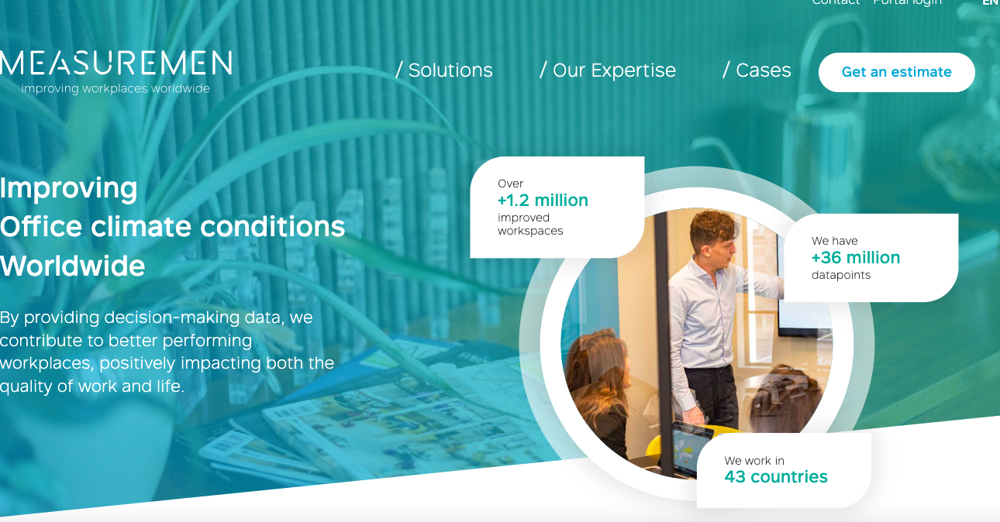 Contact Portal login EN
MEASUREMEN
improving workplaces worldwide
/ Solutions / Our Expertise / Cases Get an estimate
Improving
Office climate conditions
Worldwide
By providing decision-making data, we
contribute to better performing
workplaces, positively impacting both the
quality of work and life.
Over
+1.2 million
improved
workspaces
We have
+36 million
datapoints
We work in
43 countries